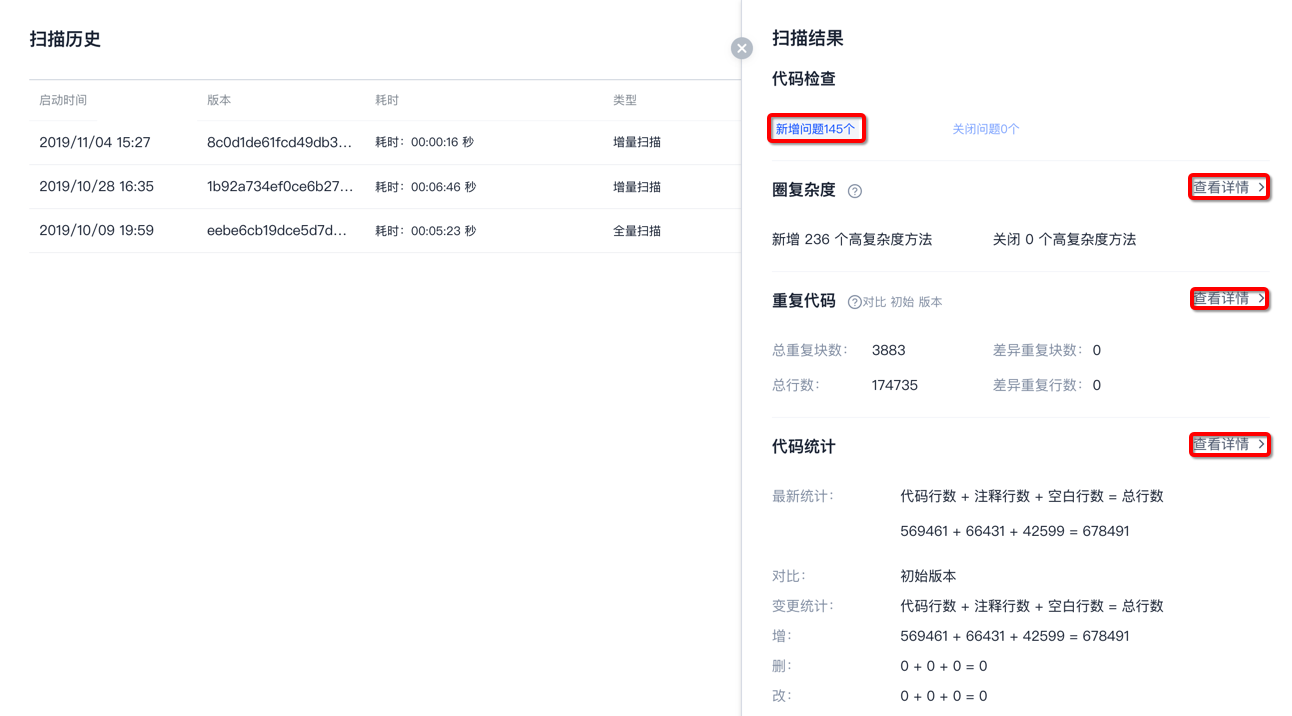 扫描历史
启动时间 版本 耗时 类型
2019/11/04 15:27 8c0d1de61fcd49db3... 耗时：00:00:16 秒 增量扫描
2019/10/28 16:35 1b92a734ef0ce6b27... 耗时：00:06:46 秒 增量扫描
2019/10/09 19:59 eebe6cb19dce5d7d... 耗时：00:05:23 秒 全量扫描
扫描结果
代码检查
新增问题145个 关闭问题0个
圈复杂度 ? 查看详情 >
新增 236 个高复杂度方法 关闭 0 个高复杂度方法
重复代码 ?对比 初始 版本 查看详情 >
总重复块数： 3883 差异重复块数： 0
总行数： 174735 差异重复行数： 0
代码统计 查看详情 >
最新统计： 代码行数 + 注释行数 + 空白行数 = 总行数
569461 + 66431 + 42599 = 678491
对比： 初始版本
变更统计： 代码行数 + 注释行数 + 空白行数 = 总行数
增： 569461 + 66431 + 42599 = 678491
删： 0 + 0 + 0 = 0
改： 0 + 0 + 0 = 0